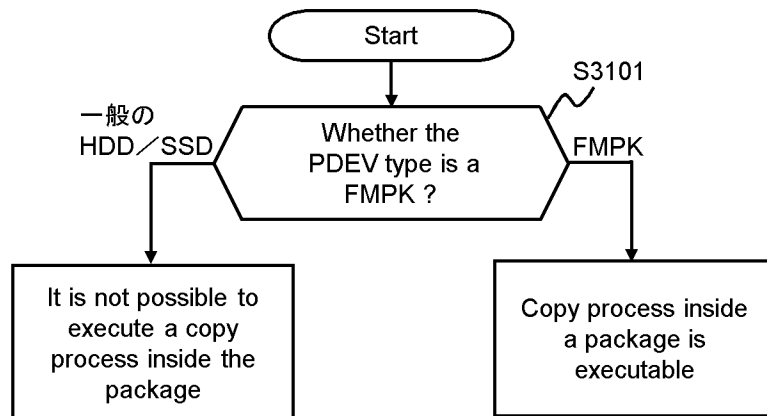 Start
S3101
一般の
HDD／SSD
Whether the
PDEV type is a
FMPK ?
FMPK
It is not possible to
execute a copy
process inside the
package
Copy process inside
a package is
executable